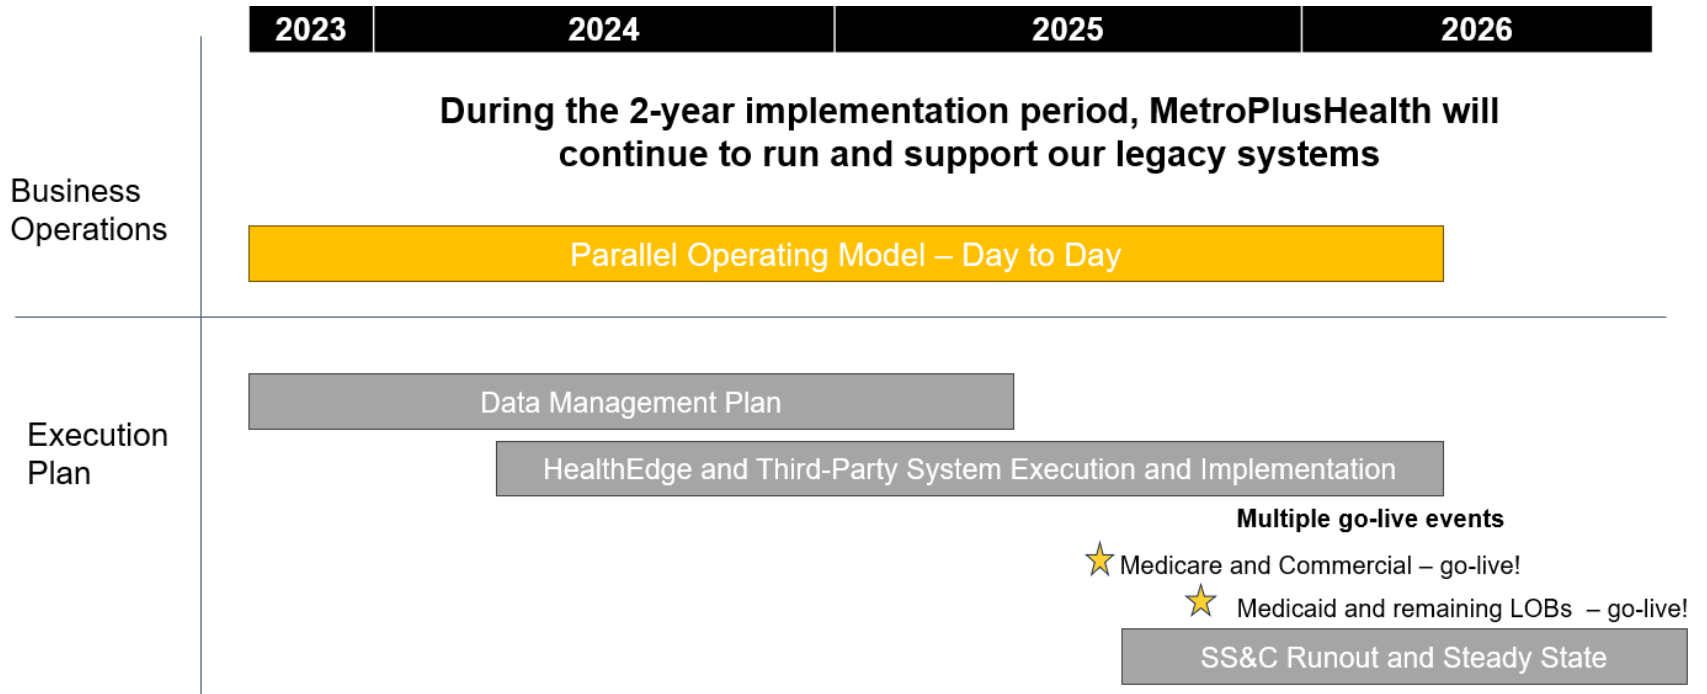 2023 2024 2025 2026
During the 2-year implementation period, MetroPlusHealth will
continue to run and support our legacy systems
Business
Operations
Parallel Operating Model – Day to Day
Data Management Plan
Execution
Plan
HealthEdge and Third-Party System Execution and Implementation
Multiple go-live events
Medicare and Commercial – go-live!
Medicaid and remaining LOBs – go-live!
SS&C Runout and Steady State